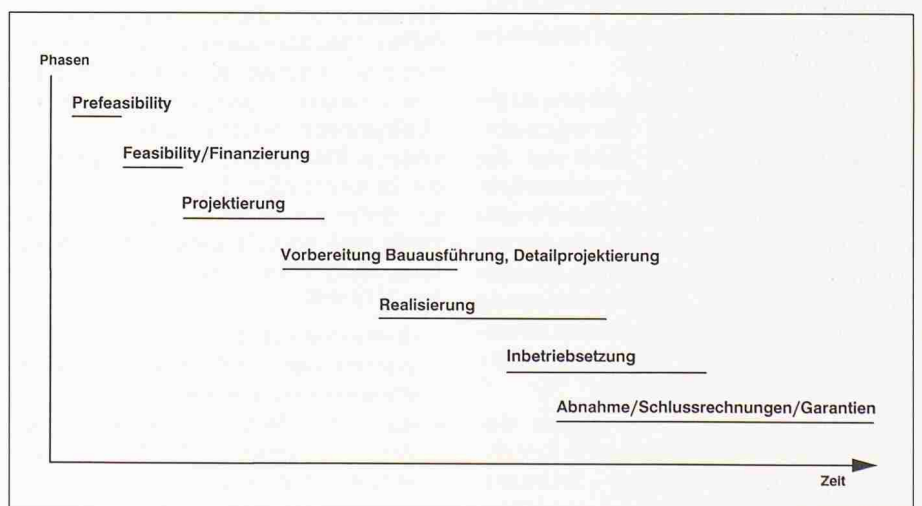 Phasen
Prefeasibility
Feasibility/Finanzierung
Projektierung
Vorbereitung Bauausführung, Detailprojektierung
Realisierung
Inbetriebsetzung
Abnahme/Schlussrechnungen/Garantien
Zeit